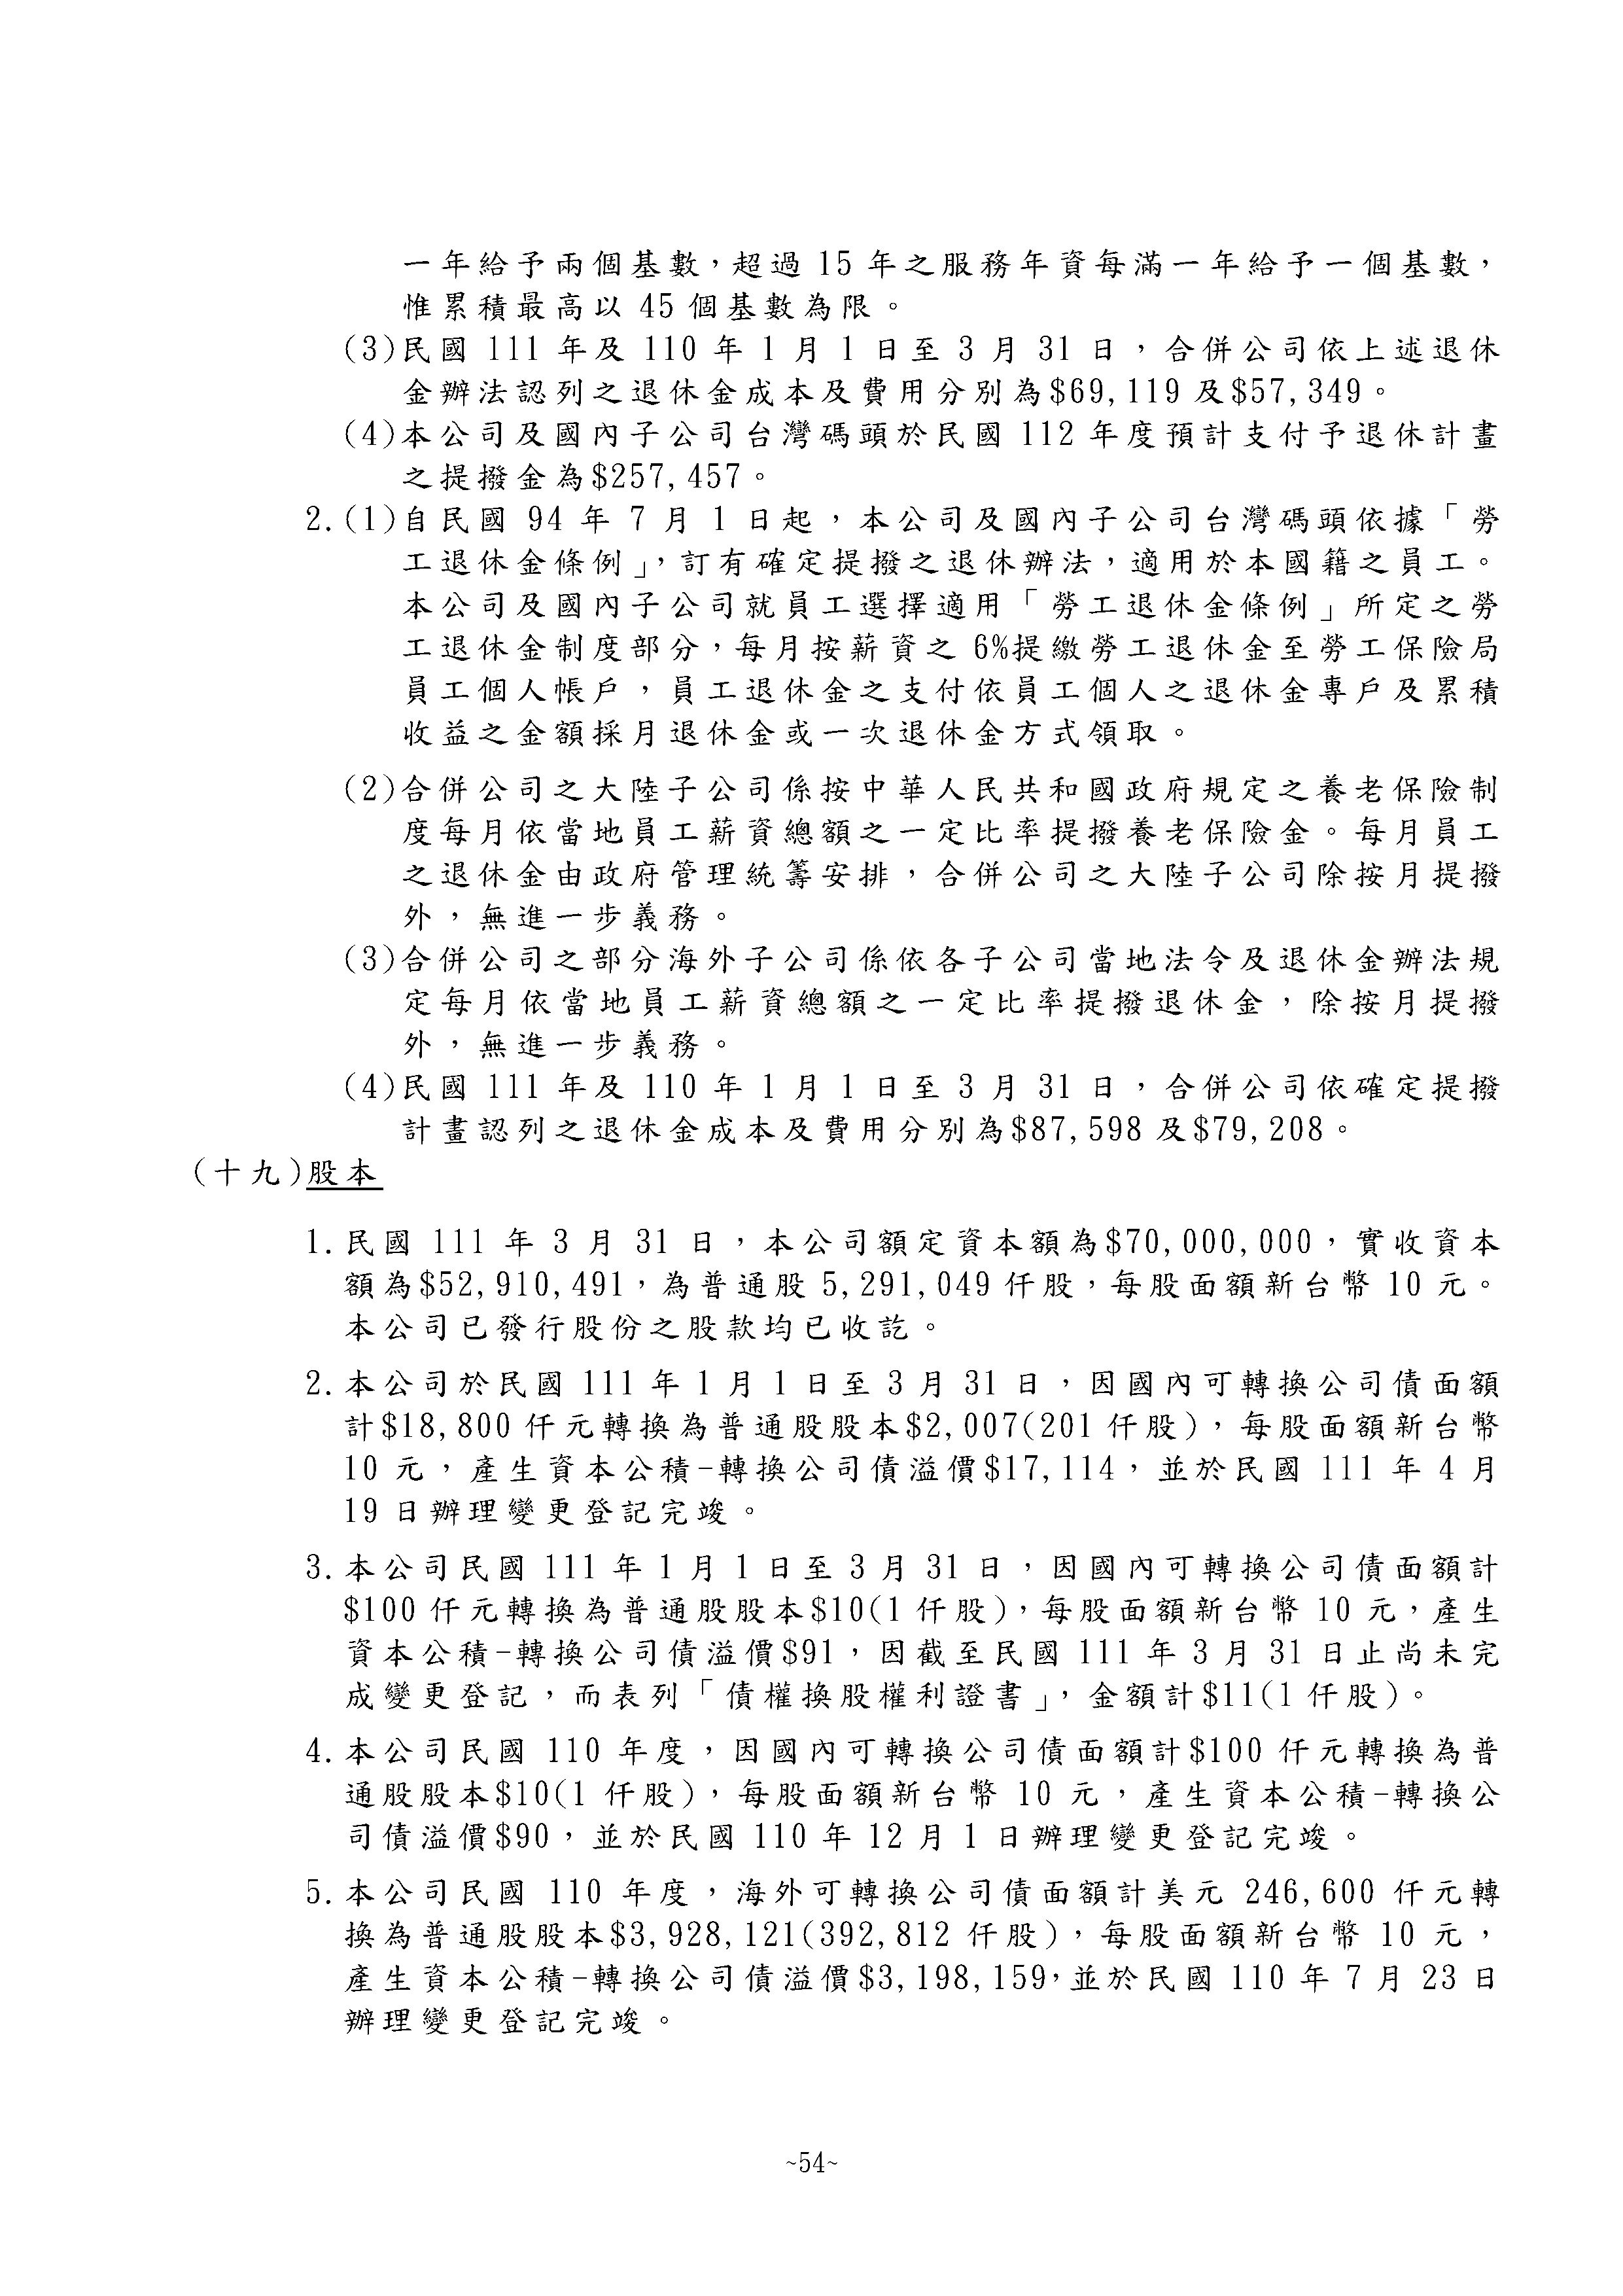 一年給予兩個基數，超過 15 年之服務年資每滿一年給予一個基數，
惟累積最高以 45 個基數為限。
(3)民國 111 年及 110 年 1 月 1 日至 3 月 31 日，合併公司依上述退休
金辦法認列之退休金成本及費用分別為$69,119 及$57,349。
(4)本公司及國內子公司台灣碼頭於民國 112 年度預計支付予退休計畫
之提撥金為$257,457。
2.(1)自民國 94 年 7 月 1 日起，本公司及國內子公司台灣碼頭依據「勞
工退休金條例」，訂有確定提撥之退休辦法，適用於本國籍之員工。
本公司及國內子公司就員工選擇適用「勞工退休金條例」所定之勞
工退休金制度部分，每月按薪資之 6%提繳勞工退休金至勞工保險局
員工個人帳戶，員工退休金之支付依員工個人之退休金專戶及累積
收益之金額採月退休金或一次退休金方式領取。
(2)合併公司之大陸子公司係按中華人民共和國政府規定之養老保險制
度每月依當地員工薪資總額之一定比率提撥養老保險金。每月員工
之退休金由政府管理統籌安排，合併公司之大陸子公司除按月提撥
外，無進一步義務。
(3)合併公司之部分海外子公司係依各子公司當地法令及退休金辦法規
定每月依當地員工薪資總額之一定比率提撥退休金，除按月提撥
外，無進一步義務。
(4)民國 111 年及 110 年 1 月 1 日至 3 月 31 日，合併公司依確定提撥
計畫認列之退休金成本及費用分別為$87,598 及$79,208。
(十九)股本
1.民國 111 年 3 月 31 日，本公司額定資本額為$70,000,000，實收資本
額為$52,910,491，為普通股 5,291,049 仟股，每股面額新台幣 10 元。
本公司已發行股份之股款均已收訖。
2.本公司於民國 111 年 1 月 1 日至 3 月 31 日，因國內可轉換公司債面額
計$18,800 仟元轉換為普通股股本$2,007(201 仟股)，每股面額新台幣
10 元，產生資本公積-轉換公司債溢價$17,114，並於民國 111 年 4 月
19 日辦理變更登記完竣。
3.本公司民國 111 年 1 月 1 日至 3 月 31 日，因國內可轉換公司債面額計
$100 仟元轉換為普通股股本$10(1 仟股)，每股面額新台幣 10 元，產生
資本公積-轉換公司債溢價$91，因截至民國 111 年 3 月 31 日止尚未完
成變更登記，而表列「債權換股權利證書」，金額計$11(1 仟股)。
4.本公司民國 110 年度，因國內可轉換公司債面額計$100 仟元轉換為普
通股股本$10(1 仟股)，每股面額新台幣 10 元，產生資本公積-轉換公
司債溢價$90，並於民國 110 年 12 月 1 日辦理變更登記完竣。
5.本公司民國 110 年度，海外可轉換公司債面額計美元 246,600 仟元轉
換為普通股股本$3,928,121(392,812 仟股)，每股面額新台幣 10 元，
產生資本公積-轉換公司債溢價$3,198,159，並於民國 110 年 7 月 23 日
辦理變更登記完竣。
~54~